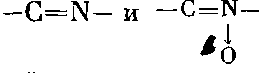 —C=N— и —C=N—
↓
O